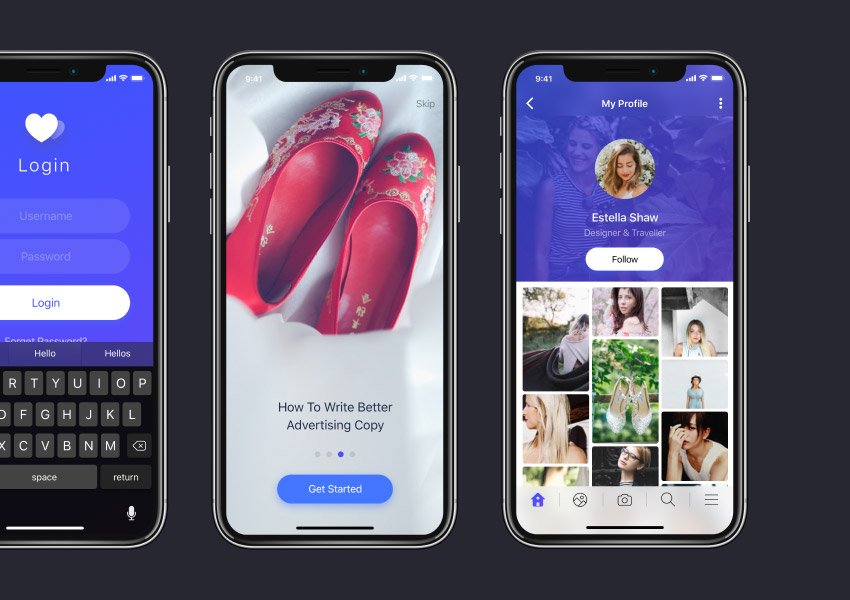 Login
Username
Password
Login
Forgot Password?
Hello
Hellos
R T Y U I O P
D F G H J K L
X C V B N M
space
return
9:41
Skip
How To Write Better
Advertising Copy
Get Started
9:41
My Profile
Estella Shaw
Designer & Traveller
Follow